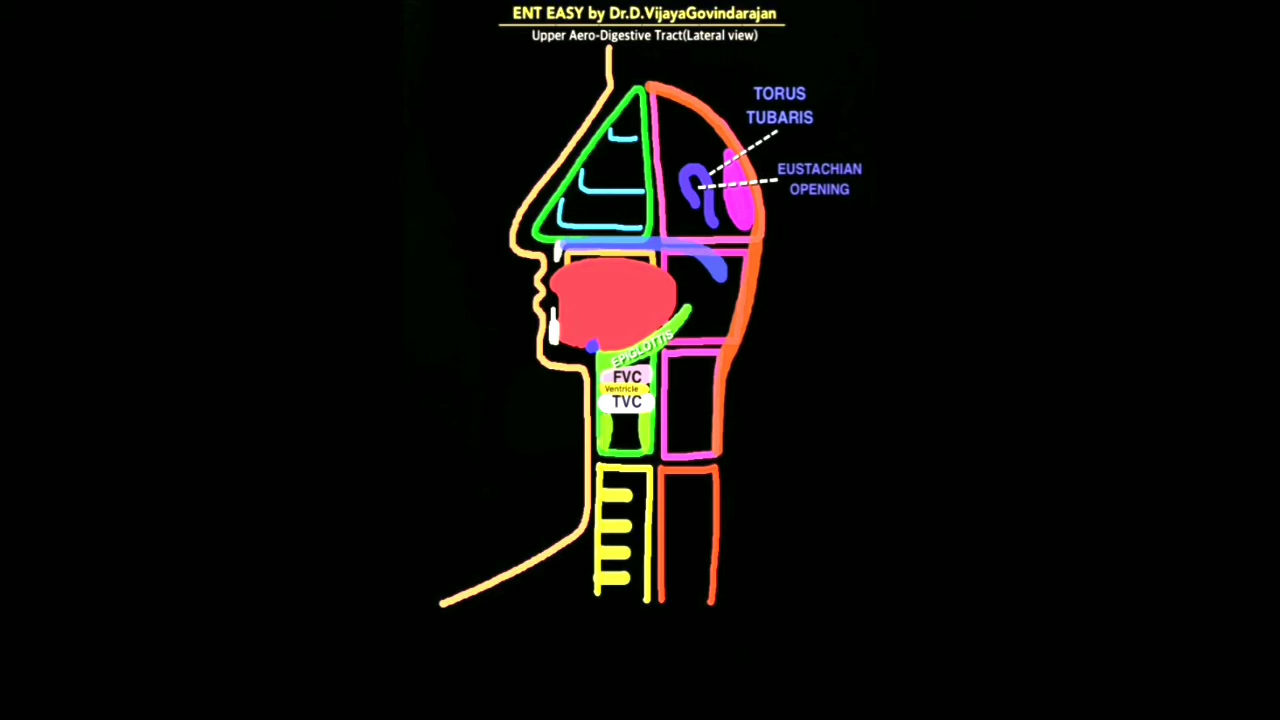 ENT EASY by Dr.D.VijayaGovindarajan
Upper Aero-Digestive Tract(Lateral view)
TORUS
TUBARIS
EUSTACHIAN
OPENING
EPIGLOTTIS
FVC
Ventricle
TVC